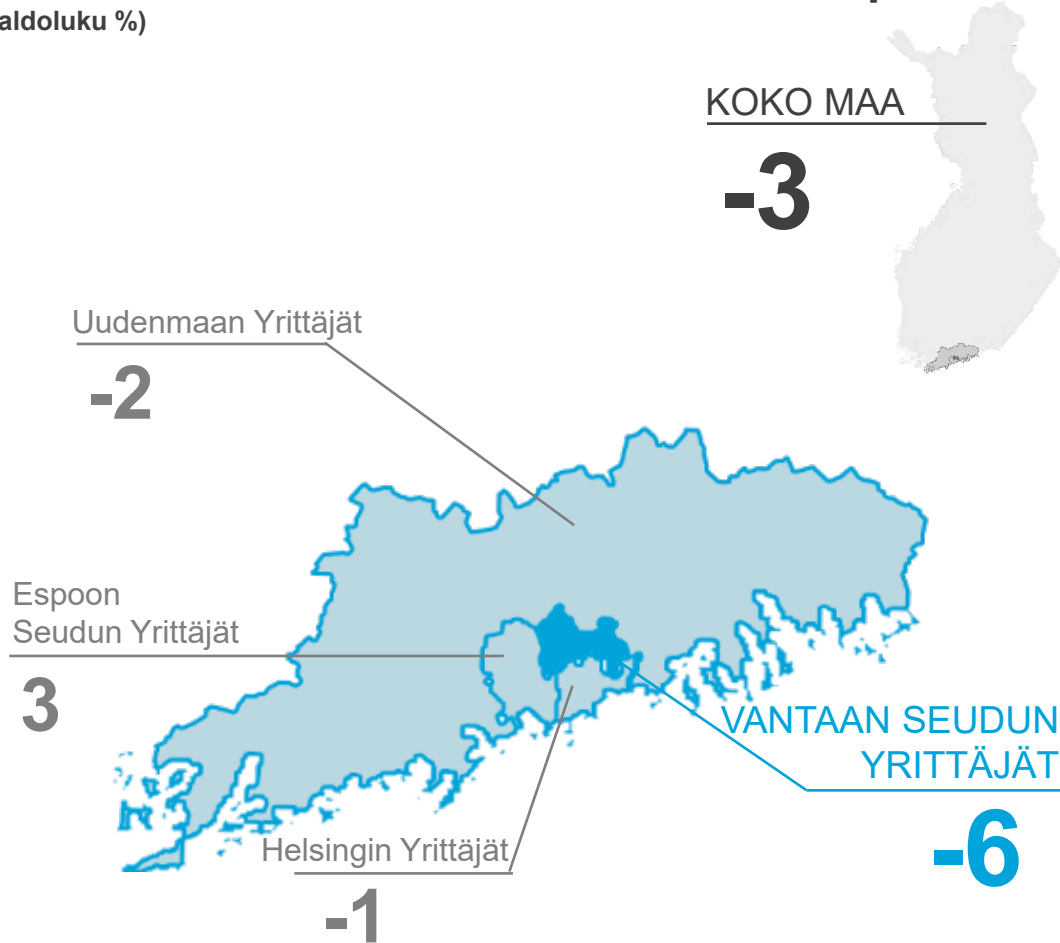 aldoluku %)
KOKO MAA
-3
Uudenmaan Yrittäjät
-2
Espoon
Seudun Yrittäjät
3
VANTAAN SEUDUN
YRITTÄJÄT
-6
Helsingin Yrittäjät
-1